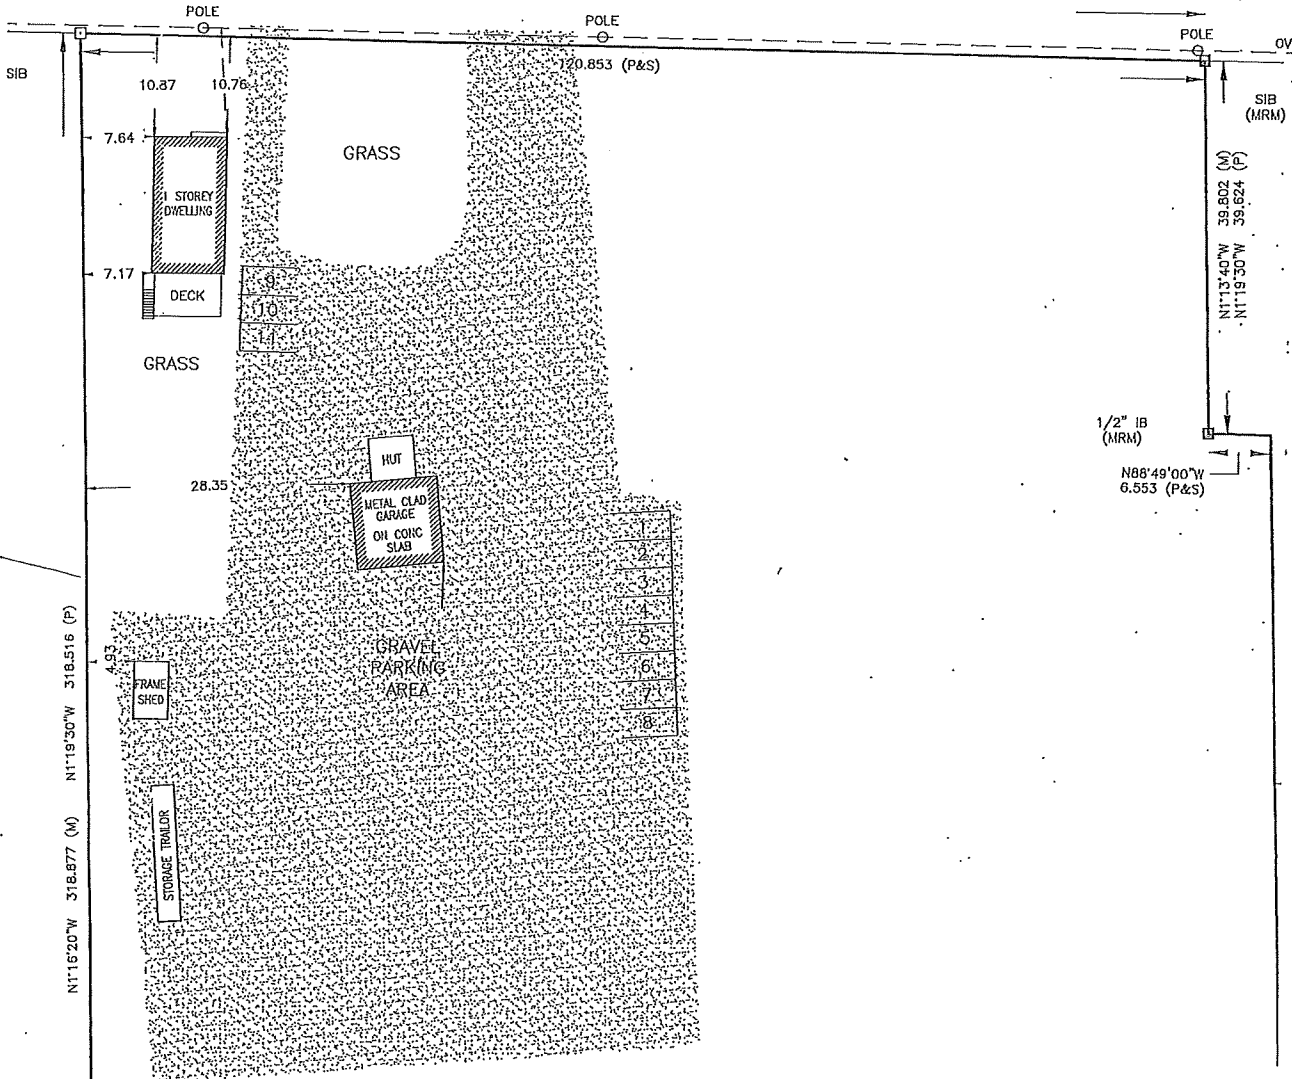 POLE
POLE
POLE
OV
SIB
120.853 (P&S)
10.87
10.76
SIB
(MRM)
7.64
GRASS
1 STOREY
DWELLING
N1°13'40"W 39.802 (M)
N1°19'30"W 39.624 (P)
7.17
DECK
9
10
11
GRASS
1/2" IB
(MRM)
HUT
N88°49'00"W
6.553 (P&S)
28.35
METAL CLAD
GARAGE
ON CONC
SLAB
1
2
3
4
5
6
7
8
GRAVEL
PARKING
AREA
4.93
FRAME
SHED
N1°16'20"W 318.877 (M) N1°19'30"W 318.516 (P)
STORAGE TRAILOR